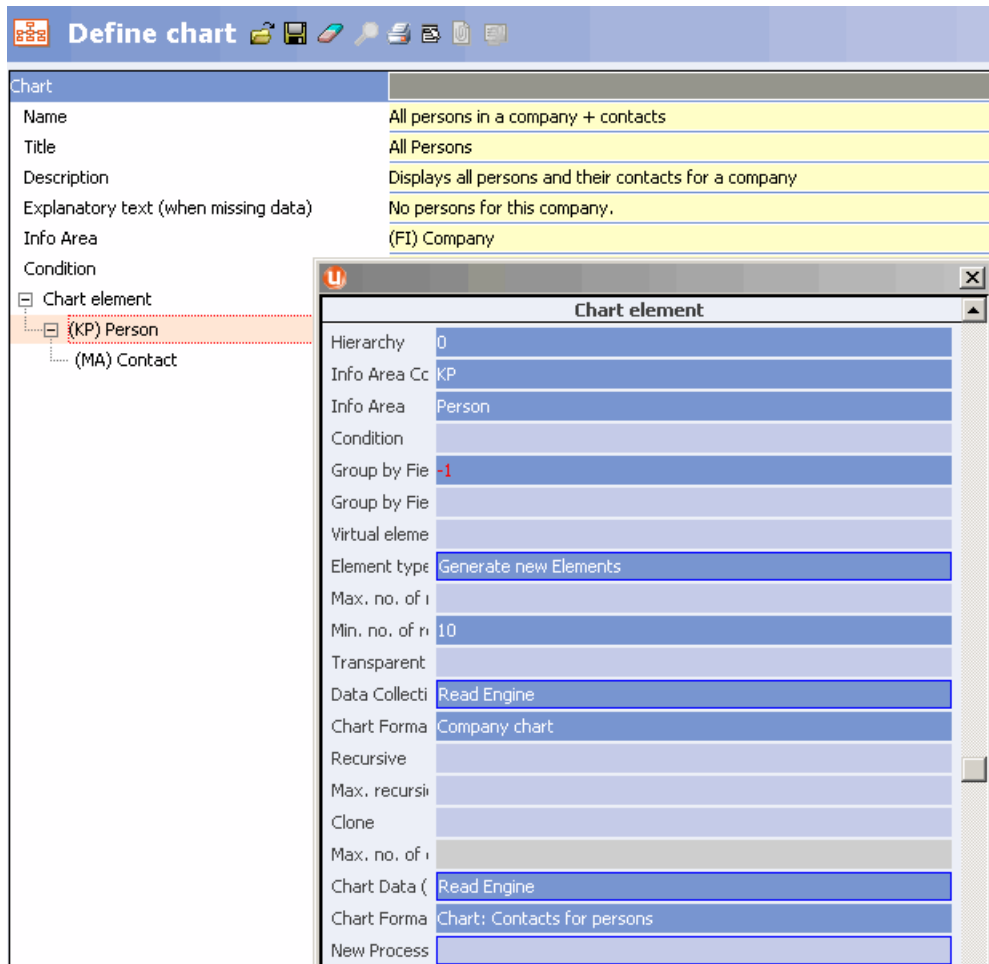 Define chart
Chart
Name All persons in a company + contacts
Title All Persons
Description Displays all persons and their contacts for a company
Explanatory text (when missing data) No persons for this company.
Info Area (FI) Company
Condition
Chart element
(KP) Person
(MA) Contact
Chart element
Hierarchy 0
Info Area Cc KP
Info Area Person
Condition
Group by Fie -1
Group by Fie
Virtual eleme
Element type Generate new Elements
Max. no. of
Min. no. of 10
Transparent
Data Collecti Read Engine
Chart Forma Company chart
Recursive
Max. recursi
Clone
Max. no. of
Chart Data ( Read Engine
Chart Forma Chart: Contacts for persons
New Process